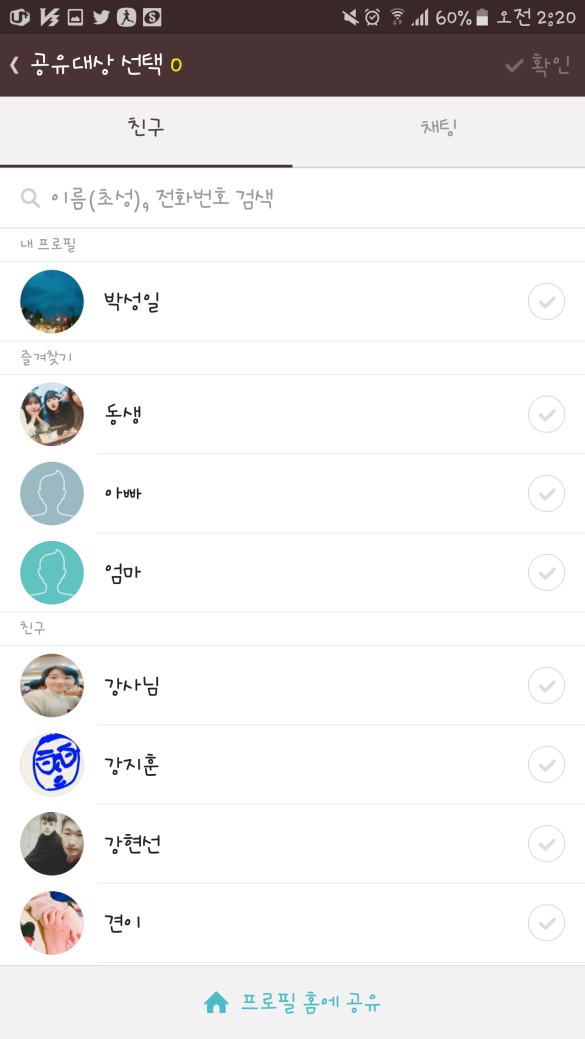 60% 오전 2:20
공유대상 선택 0 확인
친구 채팅
이름(초성), 전화번호 검색
내 프로필
박성일
즐겨찾기
동생
아빠
엄마
친구
강사님
강지훈
강현선
견이
프로필 홈에 공유